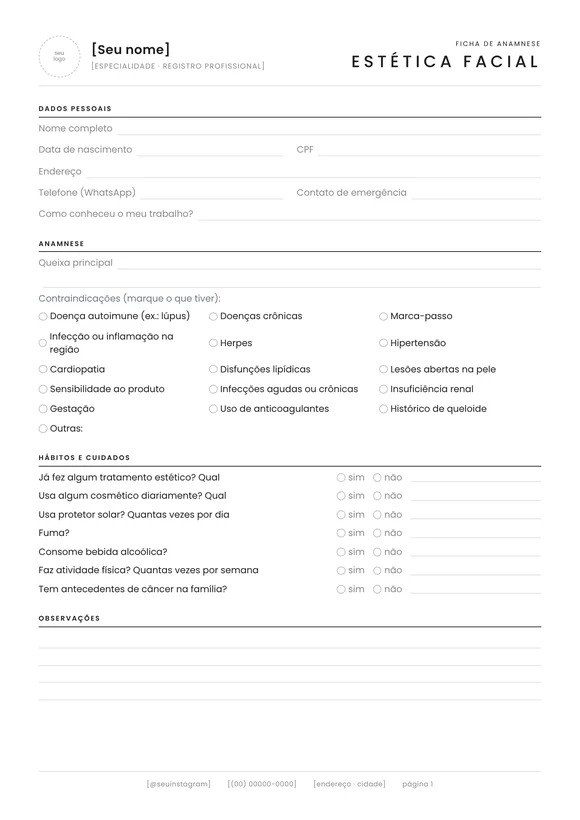 seu
logo
[Seu nome]
[ESPECIALIDADE · REGISTRO PROFISSIONAL]
FICHA DE ANAMNESE
ESTÉTICA FACIAL
DADOS PESSOAIS
Nome completo
Data de nascimento CPF
Endereço
Telefone (WhatsApp) Contato de emergência
Como conheceu o meu trabalho?
ANAMNESE
Queixa principal
Contraindicações (marque o que tiver):
Doença autoimune (ex.: lúpus) Doenças crônicas Marca-passo
Infecção ou inflamação na
região
Herpes Hipertensão
Cardiopatia Disfunções lipídicas Lesões abertas na pele
Sensibilidade ao produto Infecções agudas ou crônicas Insuficiência renal
Gestação Uso de anticoagulantes Histórico de queloide
Outras:
HÁBITOS E CUIDADOS
Já fez algum tratamento estético? Qual sim não
Usa algum cosmético diariamente? Qual sim não
Usa protetor solar? Quantas vezes por dia sim não
Fuma? sim não
Consome bebida alcoólica? sim não
Faz atividade física? Quantas vezes por semana sim não
Tem antecedentes de câncer na família? sim não
OBSERVAÇÕES
[@seuinstagram] [(00) 00000-0000] [endereço · cidade] página 1